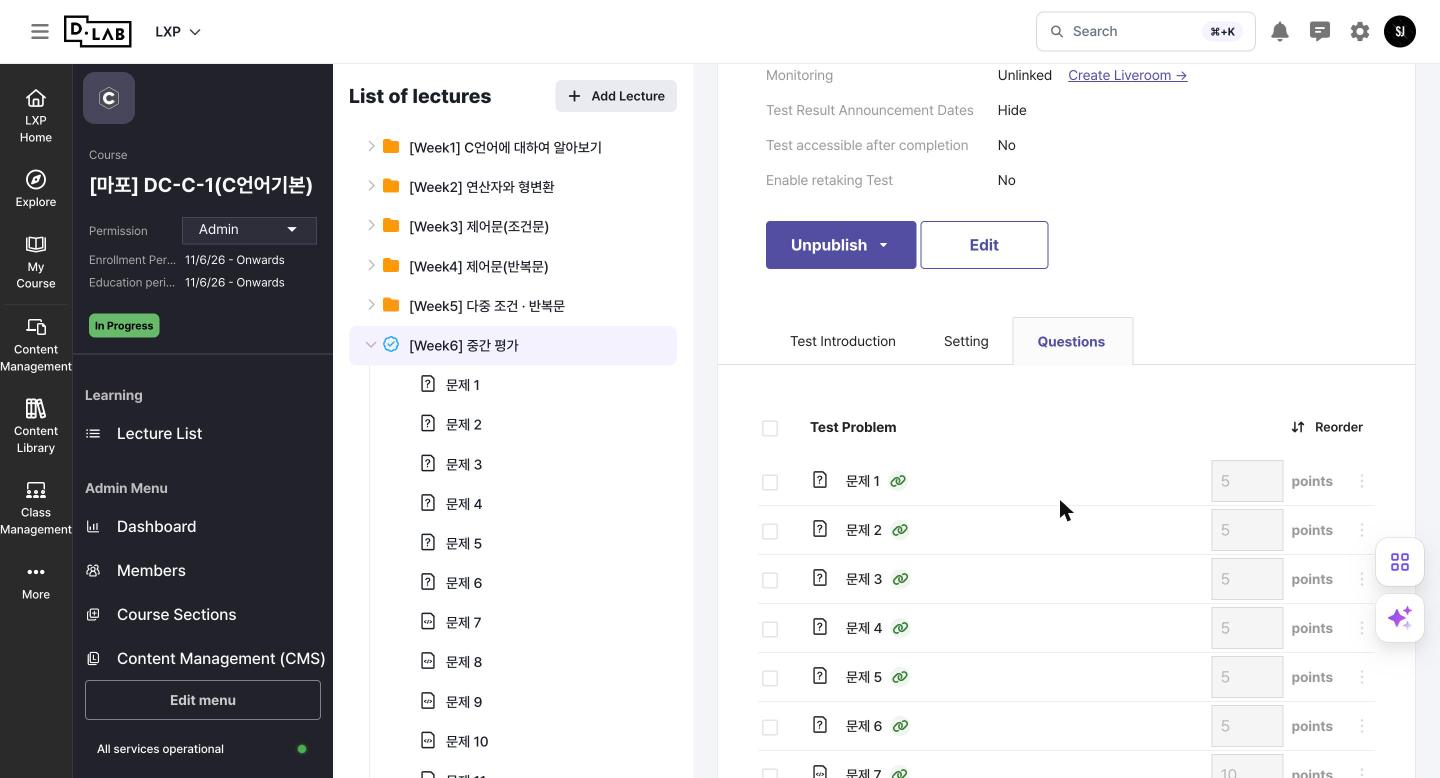 D·LAB
LXP
Search
⌘+K
SJ
LXP
Home
Explore
My
Course
Content
Management
Content
Library
Class
Management
More
C
Course
[마포] DC-C-1(C언어기본)
Permission
Admin
Enrollment Per... 11/6/26 - Onwards
Education peri... 11/6/26 - Onwards
In Progress
Learning
Lecture List
Admin Menu
Dashboard
Members
Course Sections
Content Management (CMS)
Edit menu
All services operational
List of lectures
Add Lecture
[Week1] C언어에 대하여 알아보기
[Week2] 연산자와 형변환
[Week3] 제어문(조건문)
[Week4] 제어문(반복문)
[Week5] 다중 조건 · 반복문
[Week6] 중간 평가
문제 1
문제 2
문제 3
문제 4
문제 5
문제 6
문제 7
문제 8
문제 9
문제 10
Monitoring Unlinked Create Liveroom →
Test Result Announcement Dates Hide
Test accessible after completion No
Enable retaking Test No
Unpublish
Edit
Test Introduction
Setting
Questions
Test Problem
Reorder
문제 1 5 points
문제 2 5 points
문제 3 5 points
문제 4 5 points
문제 5 5 points
문제 6 5 points
문제 7 10 points